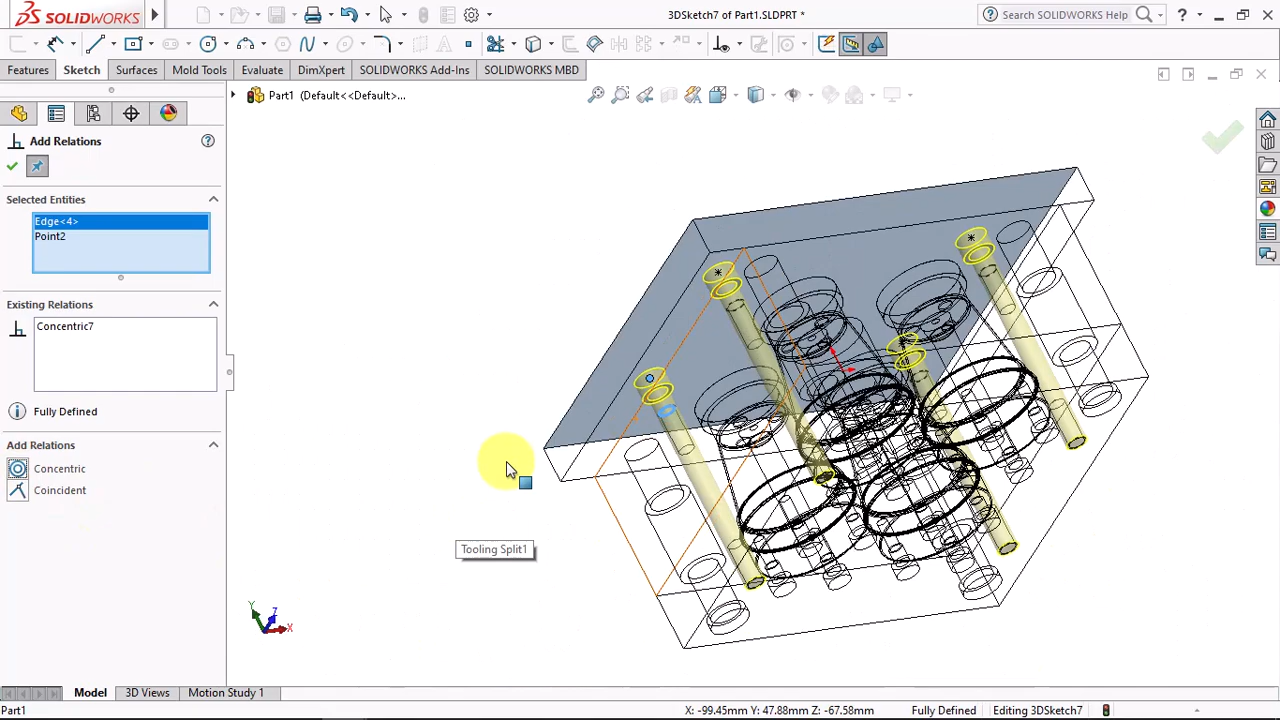 SOLIDWORKS
3DSketch7 of Part1.SLDPRT *
Search SOLIDWORKS Help
?
Features
Sketch
Surfaces
Mold Tools
Evaluate
DimXpert
SOLIDWORKS Add-Ins
SOLIDWORKS MBD
Part1 (Default<<Default>...
Add Relations
?
Selected Entities
Edge<4>
Point2
Existing Relations
Concentric7
Fully Defined
Add Relations
Concentric
Coincident
Tooling Split1
Y
Z
X
Model
3D Views
Motion Study 1
Part1
X: -99.45mm Y: 47.88mm Z: -67.58mm
Fully Defined
Editing 3DSketch7